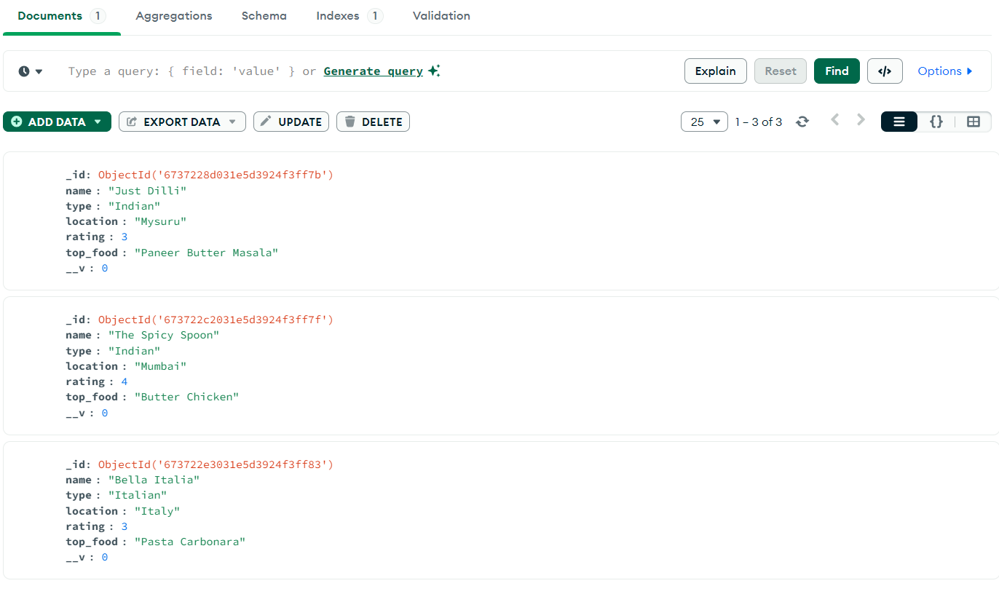 Documents 1 Aggregations Schema Indexes 1 Validation
Type a query: { field: 'value' } or Generate query Explain Reset Find </> Options
ADD DATA EXPORT DATA UPDATE DELETE 25 1 – 3 of 3 {}
_id: ObjectId('6737228d031e5d3924f3ff7b')
name : "Just Dilli"
type : "Indian"
location : "Mysuru"
rating : 3
top_food : "Paneer Butter Masala"
__v : 0
_id: ObjectId('673722c2031e5d3924f3ff7f')
name : "The Spicy Spoon"
type : "Indian"
location : "Mumbai"
rating : 4
top_food : "Butter Chicken"
__v : 0
_id: ObjectId('673722e3031e5d3924f3ff83')
name : "Bella Italia"
type : "Italian"
location : "Italy"
rating : 3
top_food : "Pasta Carbonara"
__v : 0